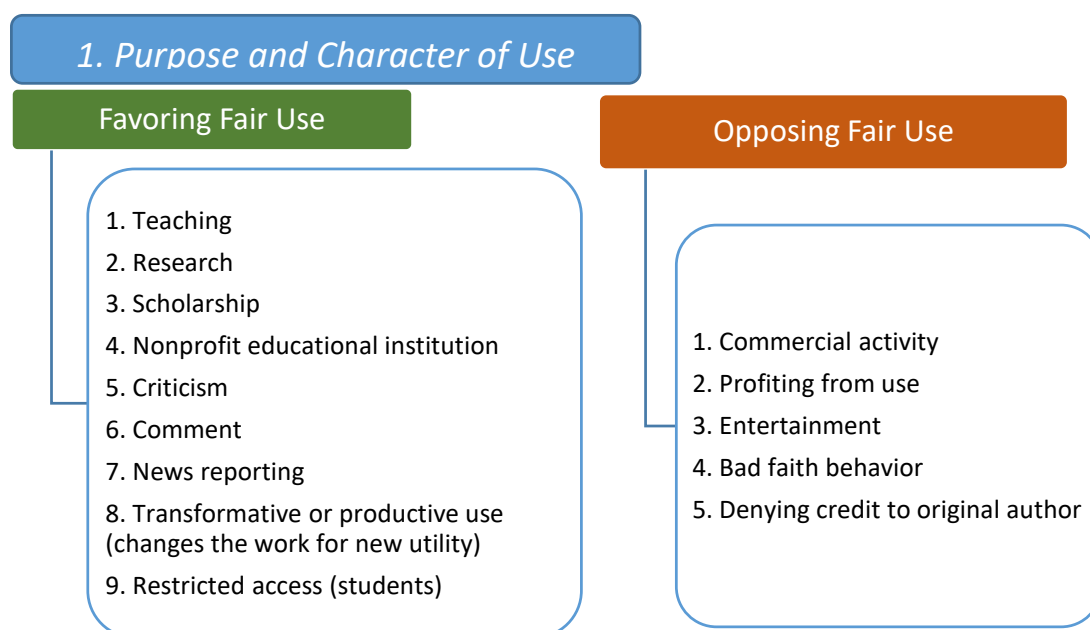 1. Purpose and Character of Use
Favoring Fair Use
1. Teaching
2. Research
3. Scholarship
4. Nonprofit educational institution
5. Criticism
6. Comment
7. News reporting
8. Transformative or productive use
(changes the work for new utility)
9. Restricted access (students)
Opposing Fair Use
1. Commercial activity
2. Profiting from use
3. Entertainment
4. Bad faith behavior
5. Denying credit to original author